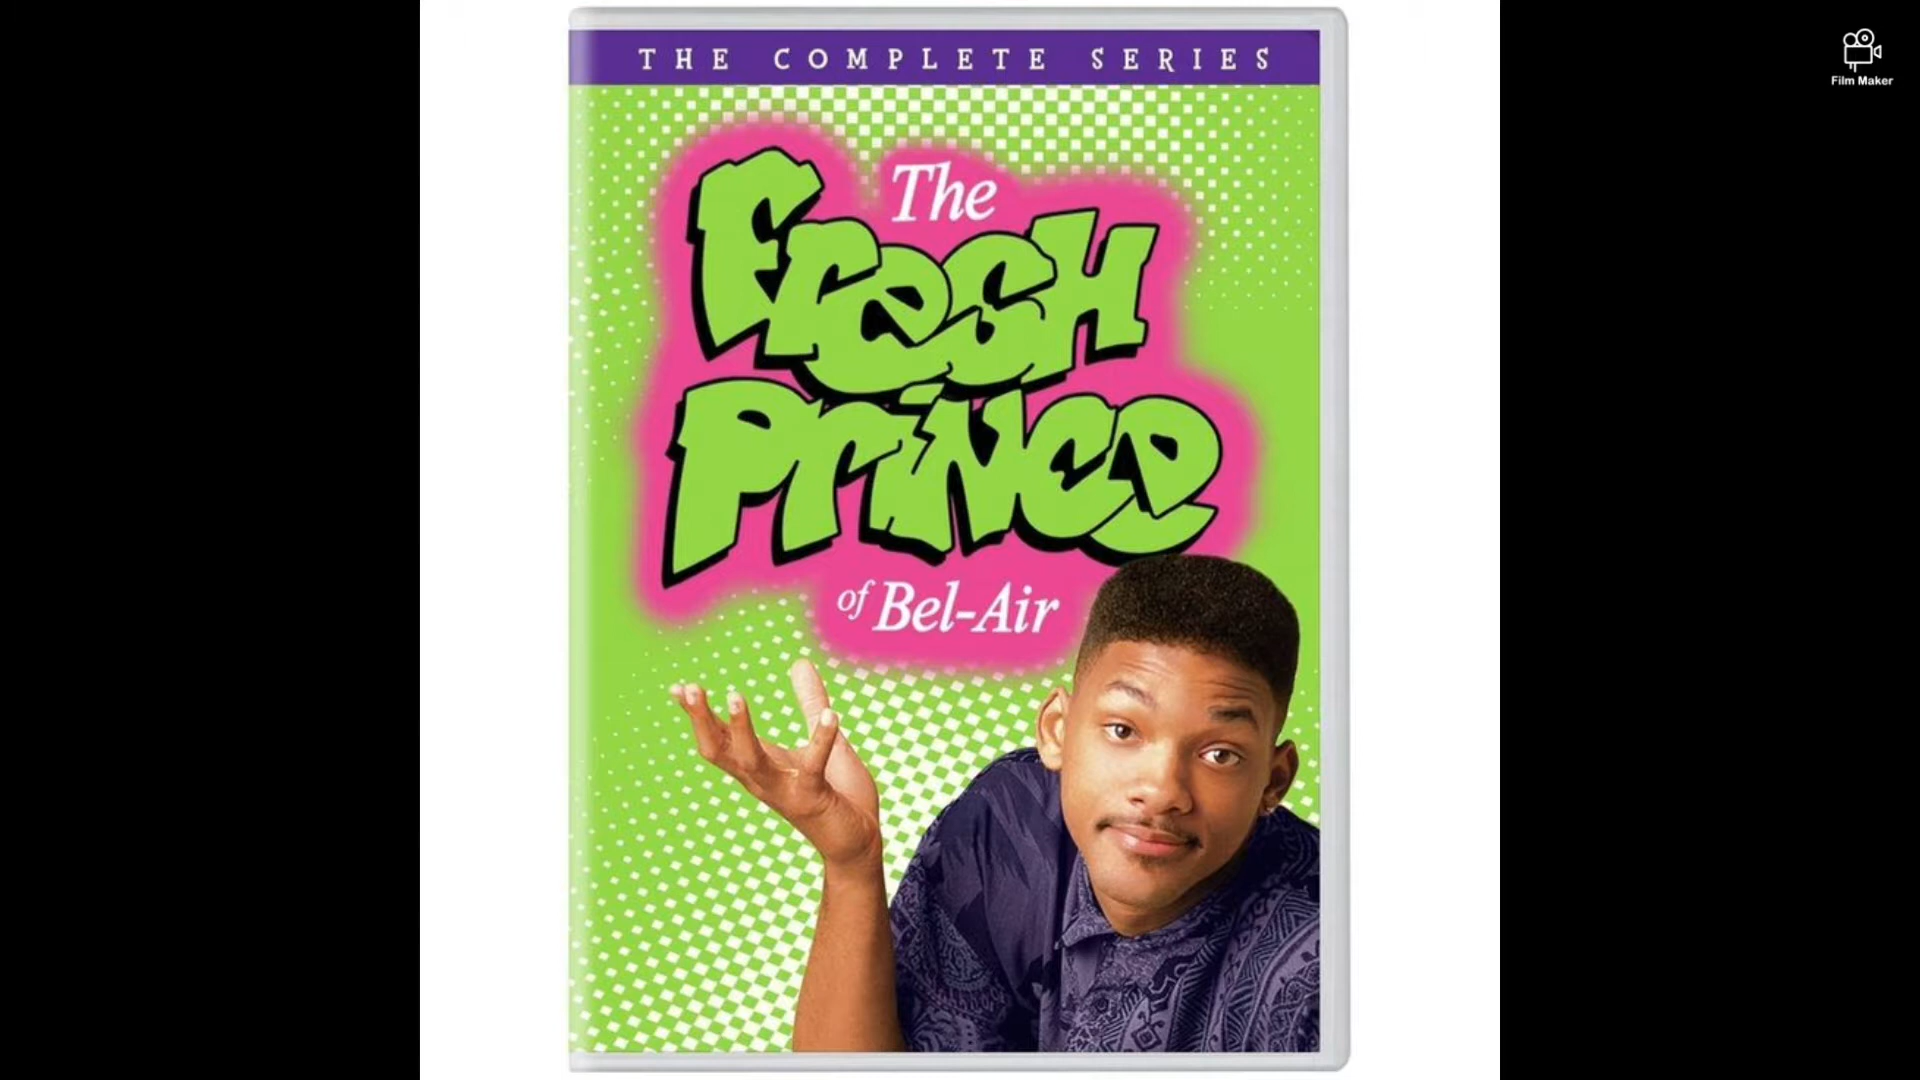 THE COMPLETE SERIES
The
Fresh
Prince
of Bel-Air
Film Maker